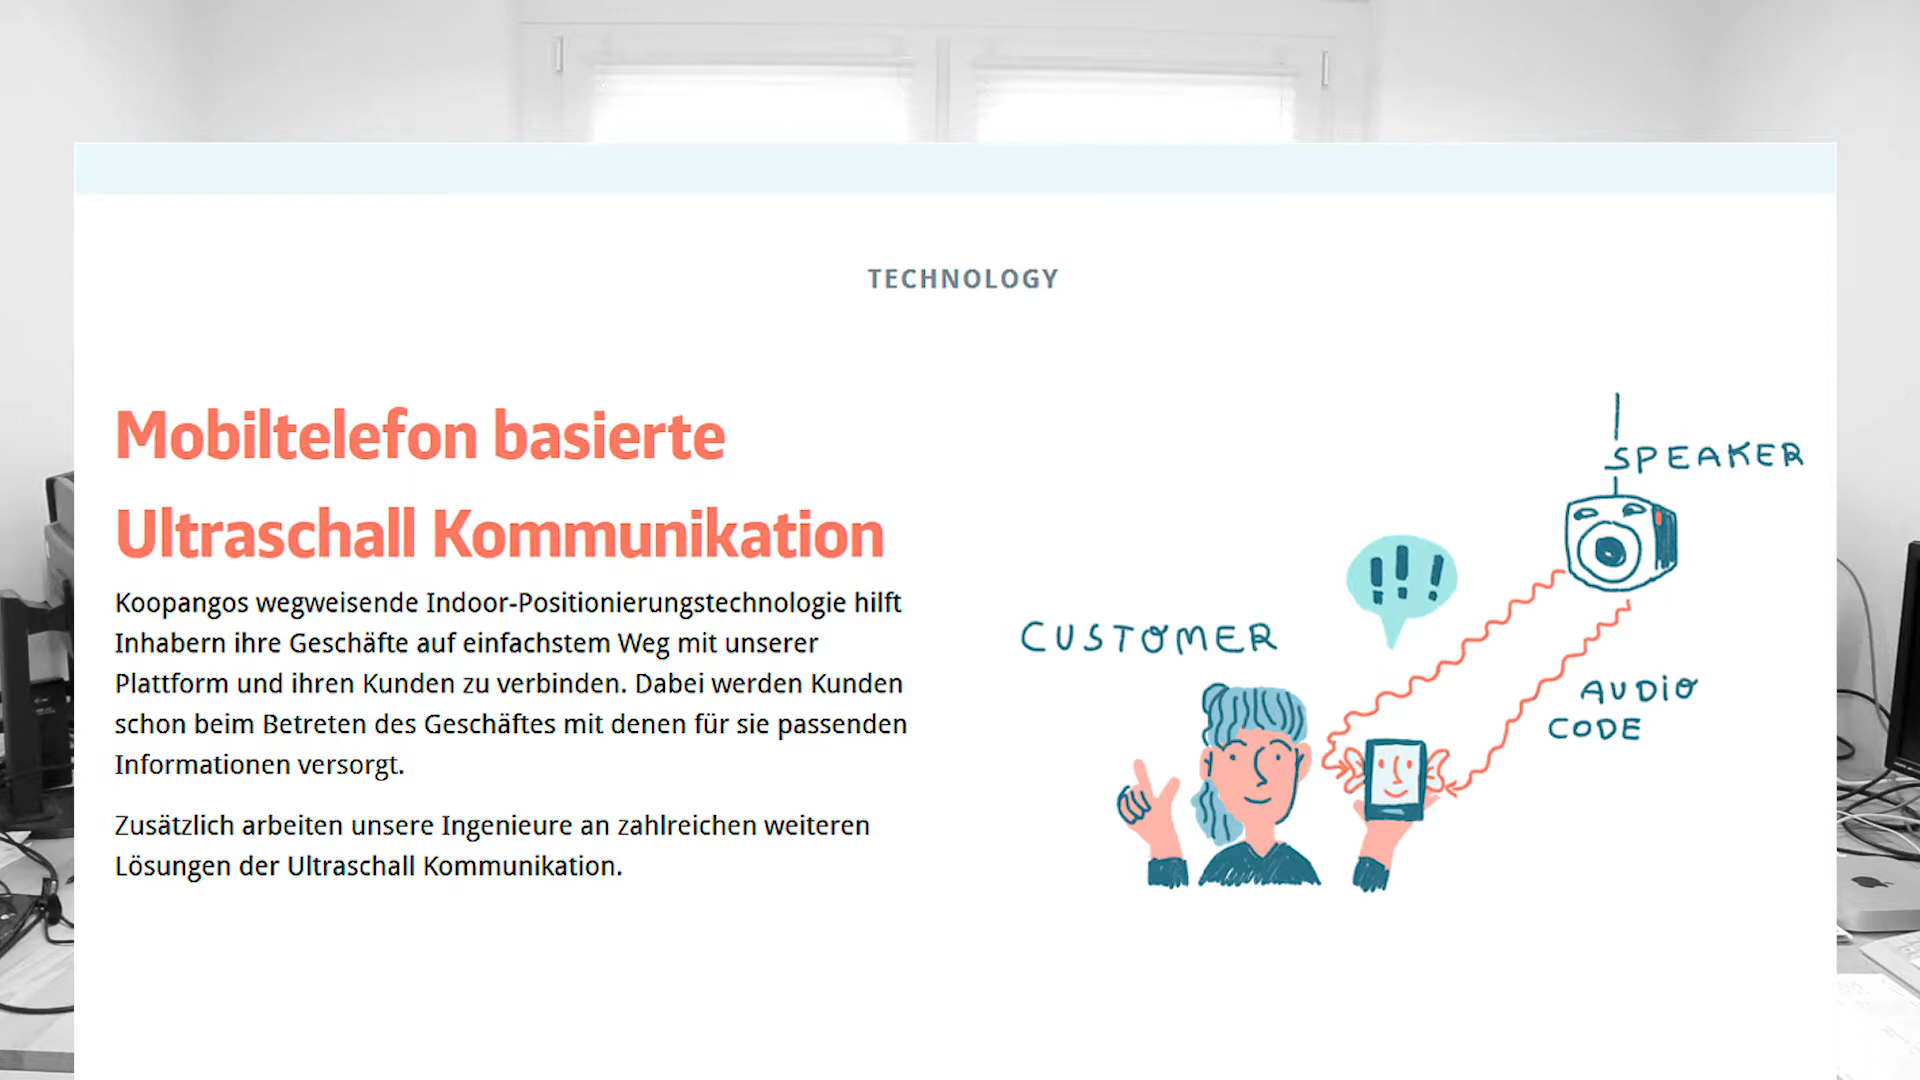 TECHNOLOGY
Mobiltelefon basierte
Ultraschall Kommunikation
Koopangos wegweisende Indoor-Positionierungstechnologie hilft
Inhabern ihre Geschäfte auf einfachstem Weg mit unserer
Plattform und ihren Kunden zu verbinden. Dabei werden Kunden
schon beim Betreten des Geschäftes mit denen für sie passenden
Informationen versorgt.
Zusätzlich arbeiten unsere Ingenieure an zahlreichen weiteren
Lösungen der Ultraschall Kommunikation.
SPEAKER
!!!
CUSTOMER
AUDIO
CODE